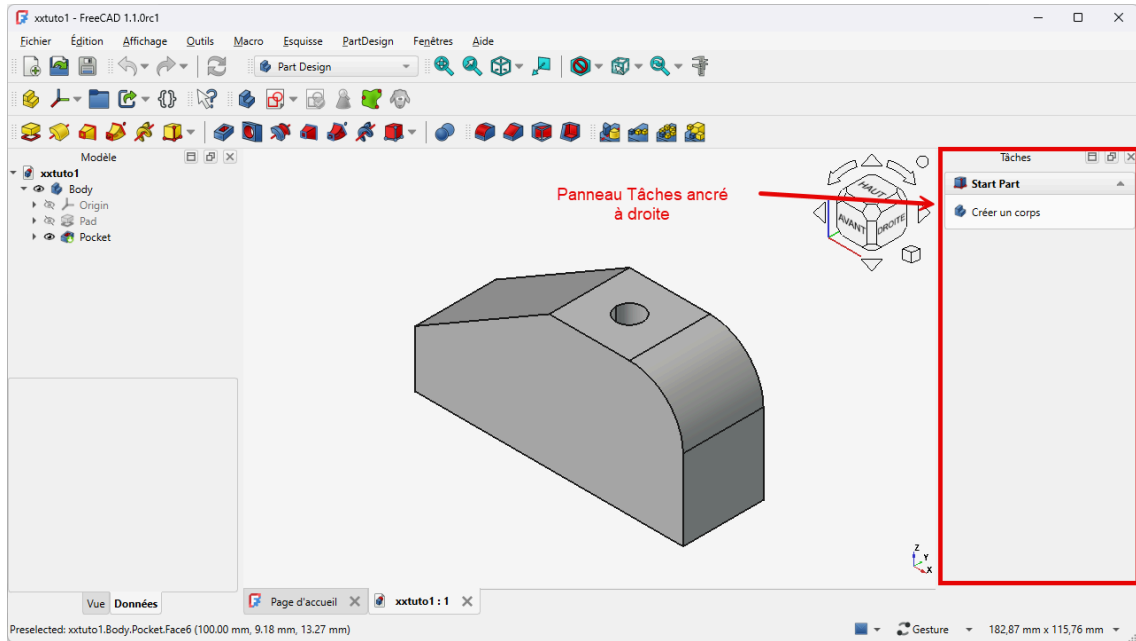 xxtuto1 - FreeCAD 1.1.0rc1
Fichier Édition Affichage Outils Macro Esquisse PartDesign Fenêtres Aide
Part Design
Modèle
xxtuto1
Body
Origin
Pad
Pocket
Panneau Tâches ancré
à droite
HAUT
AVANT
DROITE
Tâches
Start Part
Créer un corps
Z
Y
X
Vue Données
Page d'accueil
xxtuto1 : 1
Preselected: xxtuto1.Body.Pocket.Face6 (100.00 mm, 9.18 mm, 13.27 mm)
Gesture
182,87 mm x 115,76 mm